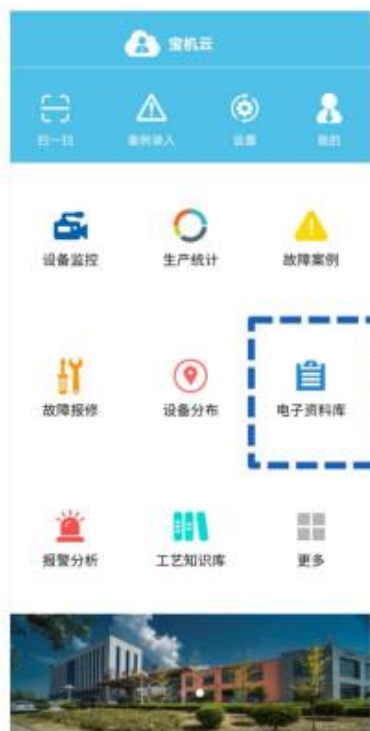 宝机云
扫一扫 案例录入 设置 我的
设备监控 生产统计 故障案例
故障报修 设备分布 电子资料库
报警分析 工艺知识库 更多